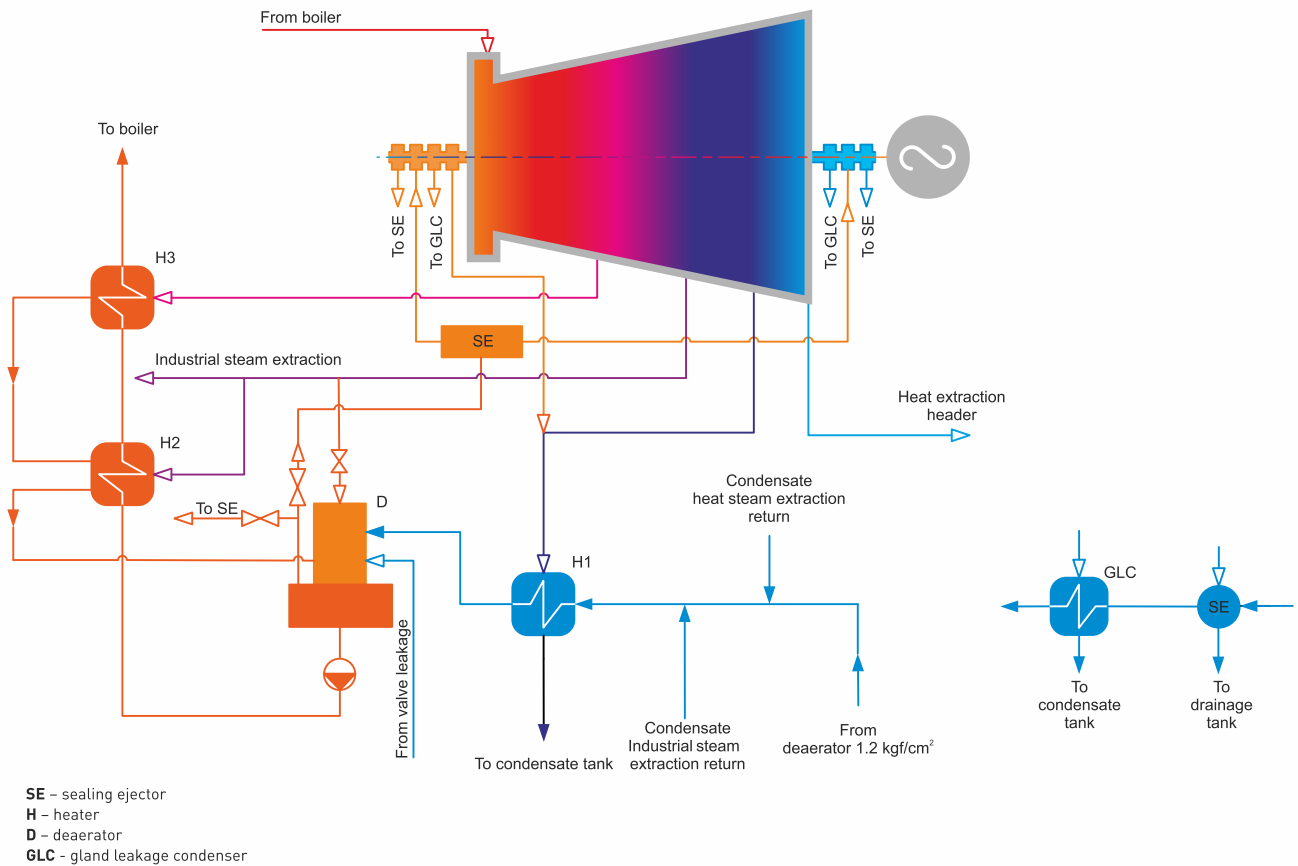 From boiler
To boiler
To SE
To GLC
To GLC
To SE
H3
SE
Industrial steam extraction
Heat extraction
header
H2
Condensate
heat steam extraction
return
To SE
D
H1
GLC
SE
From valve leakage
To
condensate
tank
To
drainage
tank
Condensate
Industrial steam
extraction return
From
deaerator 1.2 kgf/cm²
To condensate tank
SE – sealing ejector
H – heater
D – deaerator
GLC - gland leakage condenser